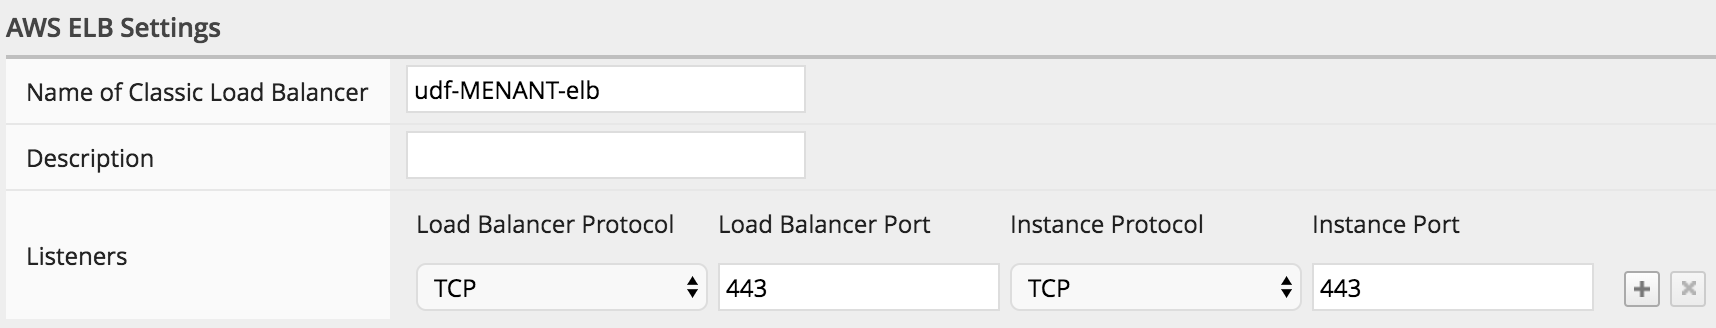 AWS ELB Settings
Name of Classic Load Balancer udf-MENANT-elb
Description
Listeners
Load Balancer Protocol Load Balancer Port Instance Protocol Instance Port
TCP 443 TCP 443